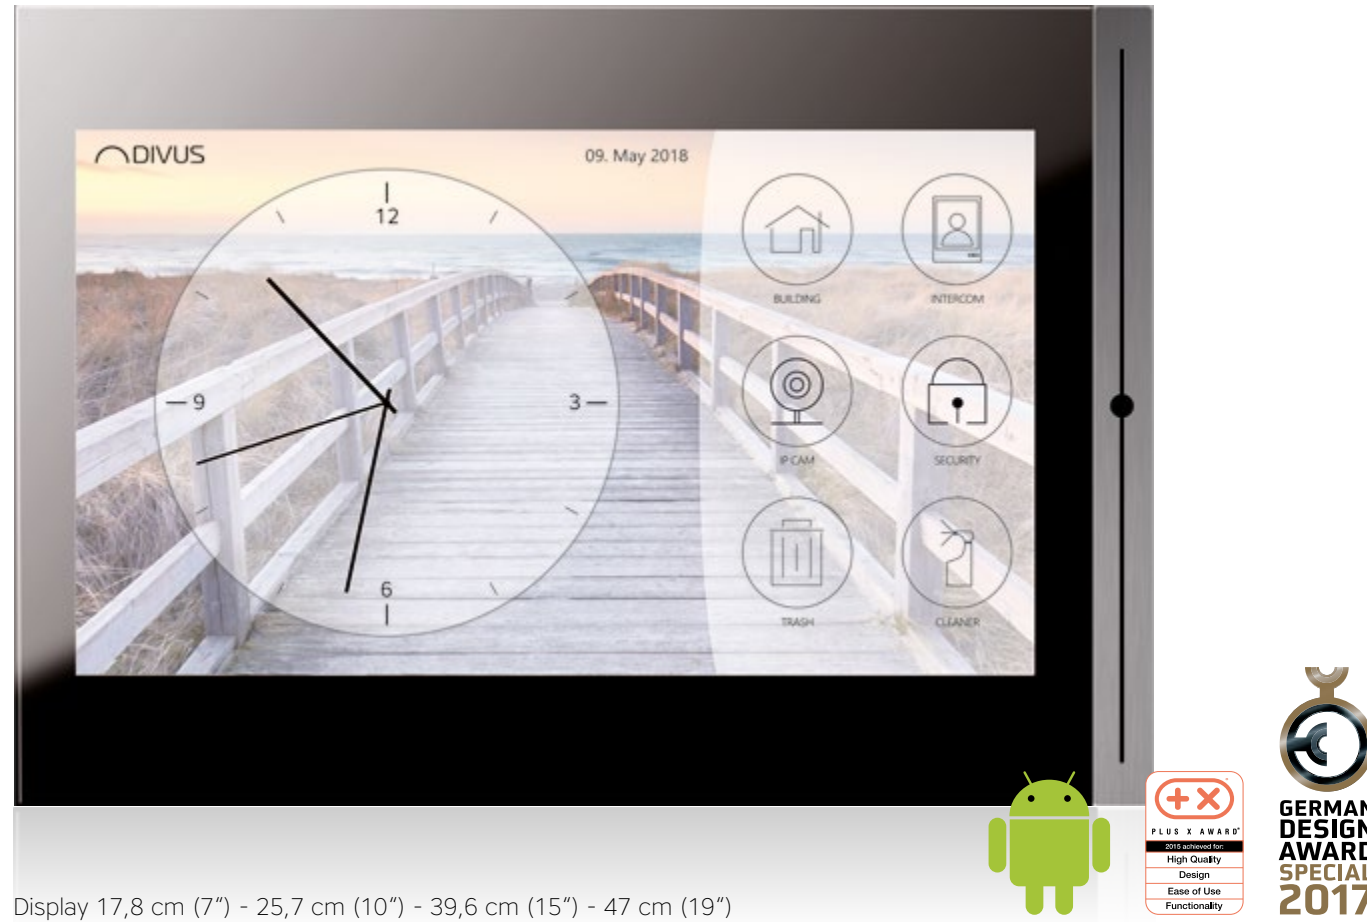 DIVUS
09. May 2018
12
9
3
6
BUILDING
INTERCOM
IP CAM
SECURITY
TRASH
CLEANER
PLUS X AWARD®
2015 achieved for:
High Quality
Design
Ease of Use
Functionality
GERMAN
DESIGN
AWARD
SPECIAL
2017
Display 17,8 cm (7“) - 25,7 cm (10“) - 39,6 cm (15“) - 47 cm (19“)